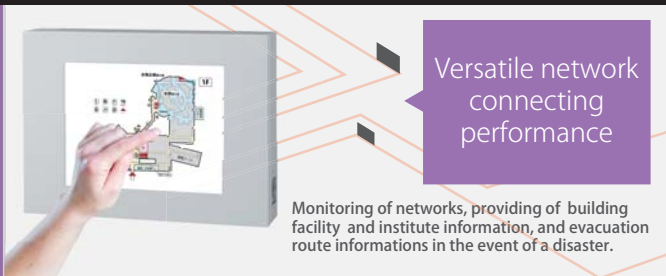 1F
Versatile network
connecting
performance
Monitoring of networks, providing of building
facility and institute information, and evacuation
route informations in the event of a disaster.